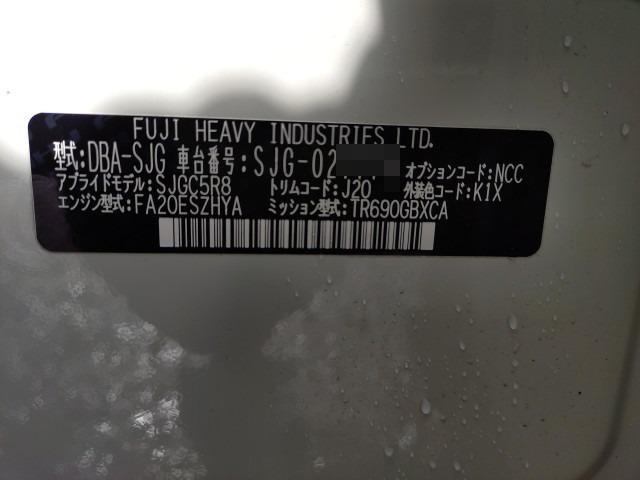 FUJI HEAVY INDUSTRIES LTD.
型式:DBA-SJG 車台番号:SJG-02 オプションコード:NCC
アプライドモデル:SJGC5R8 トリムコード:J20 外装色コード:K1X
エンジン型式:FA20ESZHYA ミッション型式:TR690GBXCA